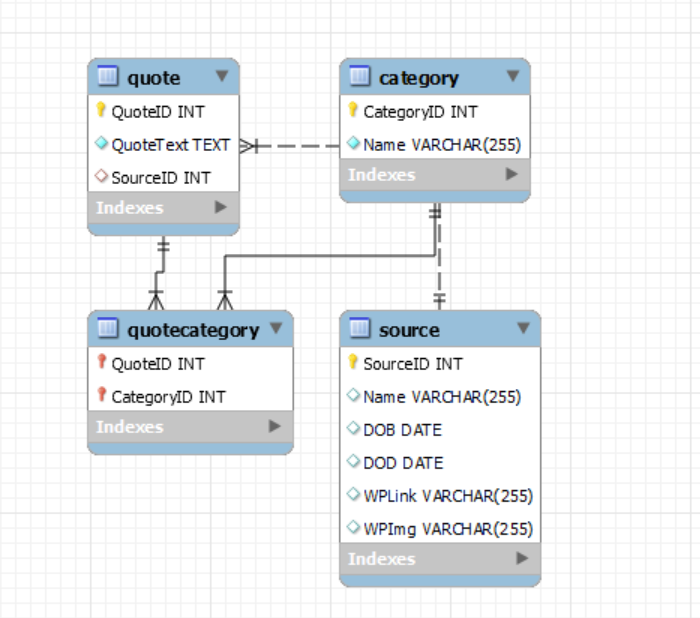 quote
QuoteID INT
QuoteText TEXT
SourceID INT
Indexes
category
CategoryID INT
Name VARCHAR(255)
Indexes
quotecategory
QuoteID INT
CategoryID INT
Indexes
source
SourceID INT
Name VARCHAR(255)
DOB DATE
DOD DATE
WPLink VARCHAR(255)
WPImg VARCHAR(255)
Indexes